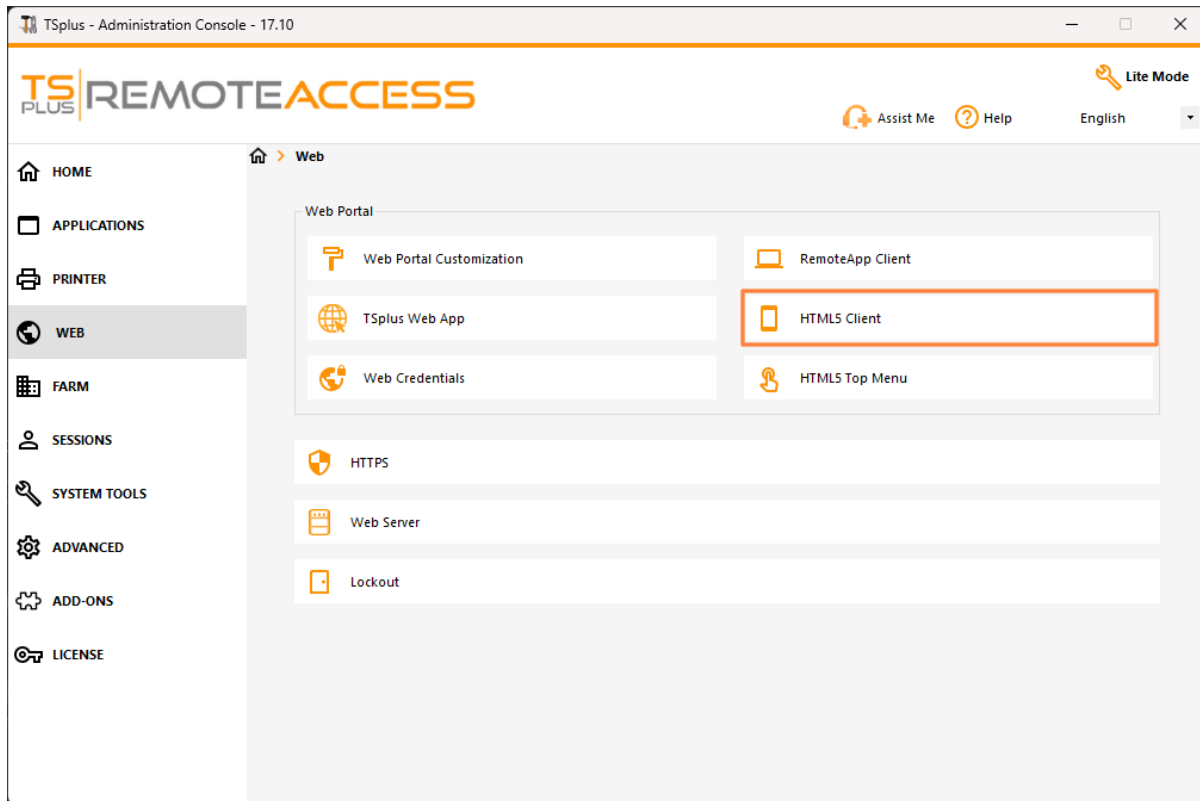 TSplus - Administration Console - 17.10
TS PLUS REMOTEACCESS
Lite Mode
Assist Me
Help
English
HOME
APPLICATIONS
PRINTER
WEB
FARM
SESSIONS
SYSTEM TOOLS
ADVANCED
ADD-ONS
LICENSE
Web
Web Portal
Web Portal Customization
RemoteApp Client
TSplus Web App
HTML5 Client
Web Credentials
HTML5 Top Menu
HTTPS
Web Server
Lockout